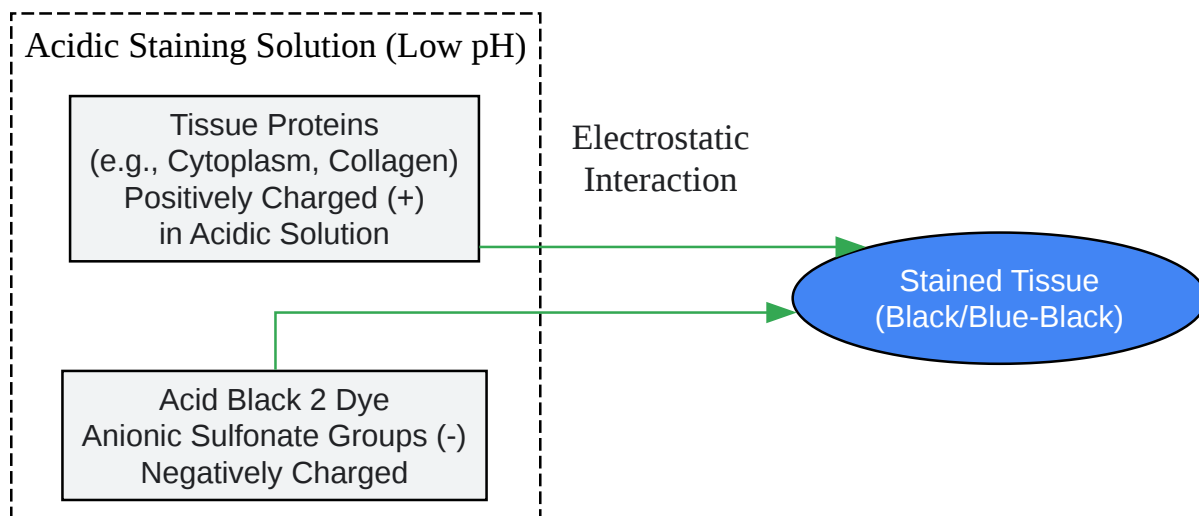 Acidic Staining Solution (Low pH)
Tissue Proteins
(e.g., Cytoplasm, Collagen)
Positively Charged (+)
in Acidic Solution
Electrostatic
Interaction
Stained Tissue
(Black/Blue-Black)
Acid Black 2 Dye
Anionic Sulfonate Groups (-)
Negatively Charged